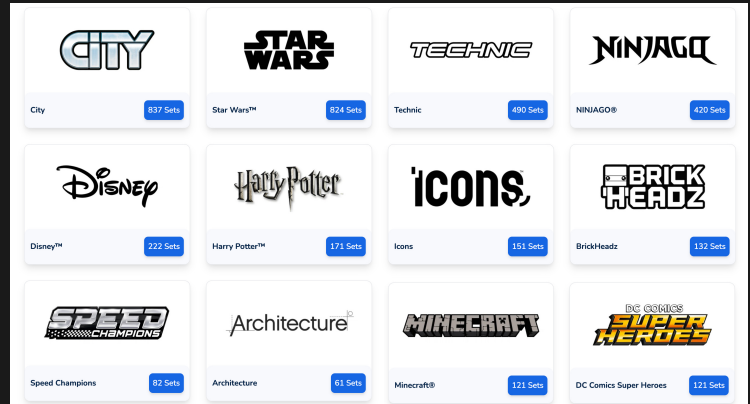 CITY
City 837 Sets
STAR
WARS
Star Wars™ 824 Sets
TECHNIC
Technic 490 Sets
NINJAGO
NINJAGO® 420 Sets
Disney
Disney™ 222 Sets
Harry Potter
Harry Potter™ 171 Sets
icons
Icons 151 Sets
BRICK
HEADZ
BrickHeadz 132 Sets
SPEED
CHAMPIONS
Speed Champions 82 Sets
Architecture
Architecture 61 Sets
MINECRAFT
Minecraft® 121 Sets
DC COMICS
SUPER
HEROES
DC Comics Super Heroes 121 Sets